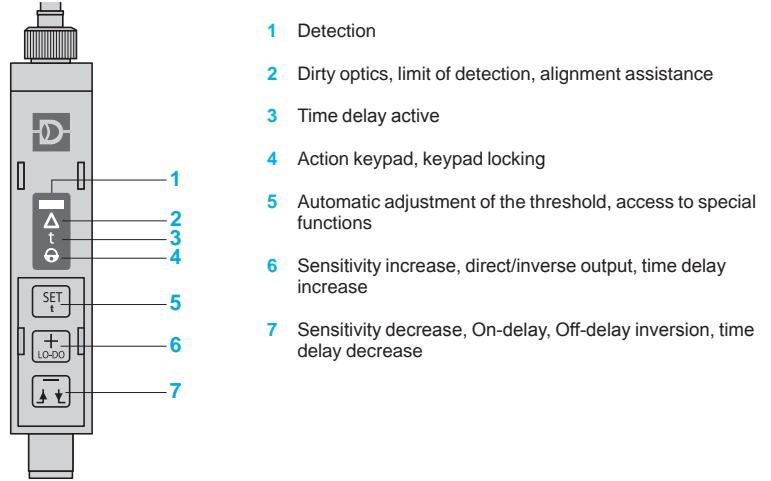 1 Detection
2 Dirty optics, limit of detection, alignment assistance
3 Time delay active
4 Action keypad, keypad locking
5 Automatic adjustment of the threshold, access to special
functions
6 Sensitivity increase, direct/inverse output, time delay
increase
7 Sensitivity decrease, On-delay, Off-delay inversion, time
delay decrease
1
2
t
3
4
SET
t
5
+
LO-DO
6
7